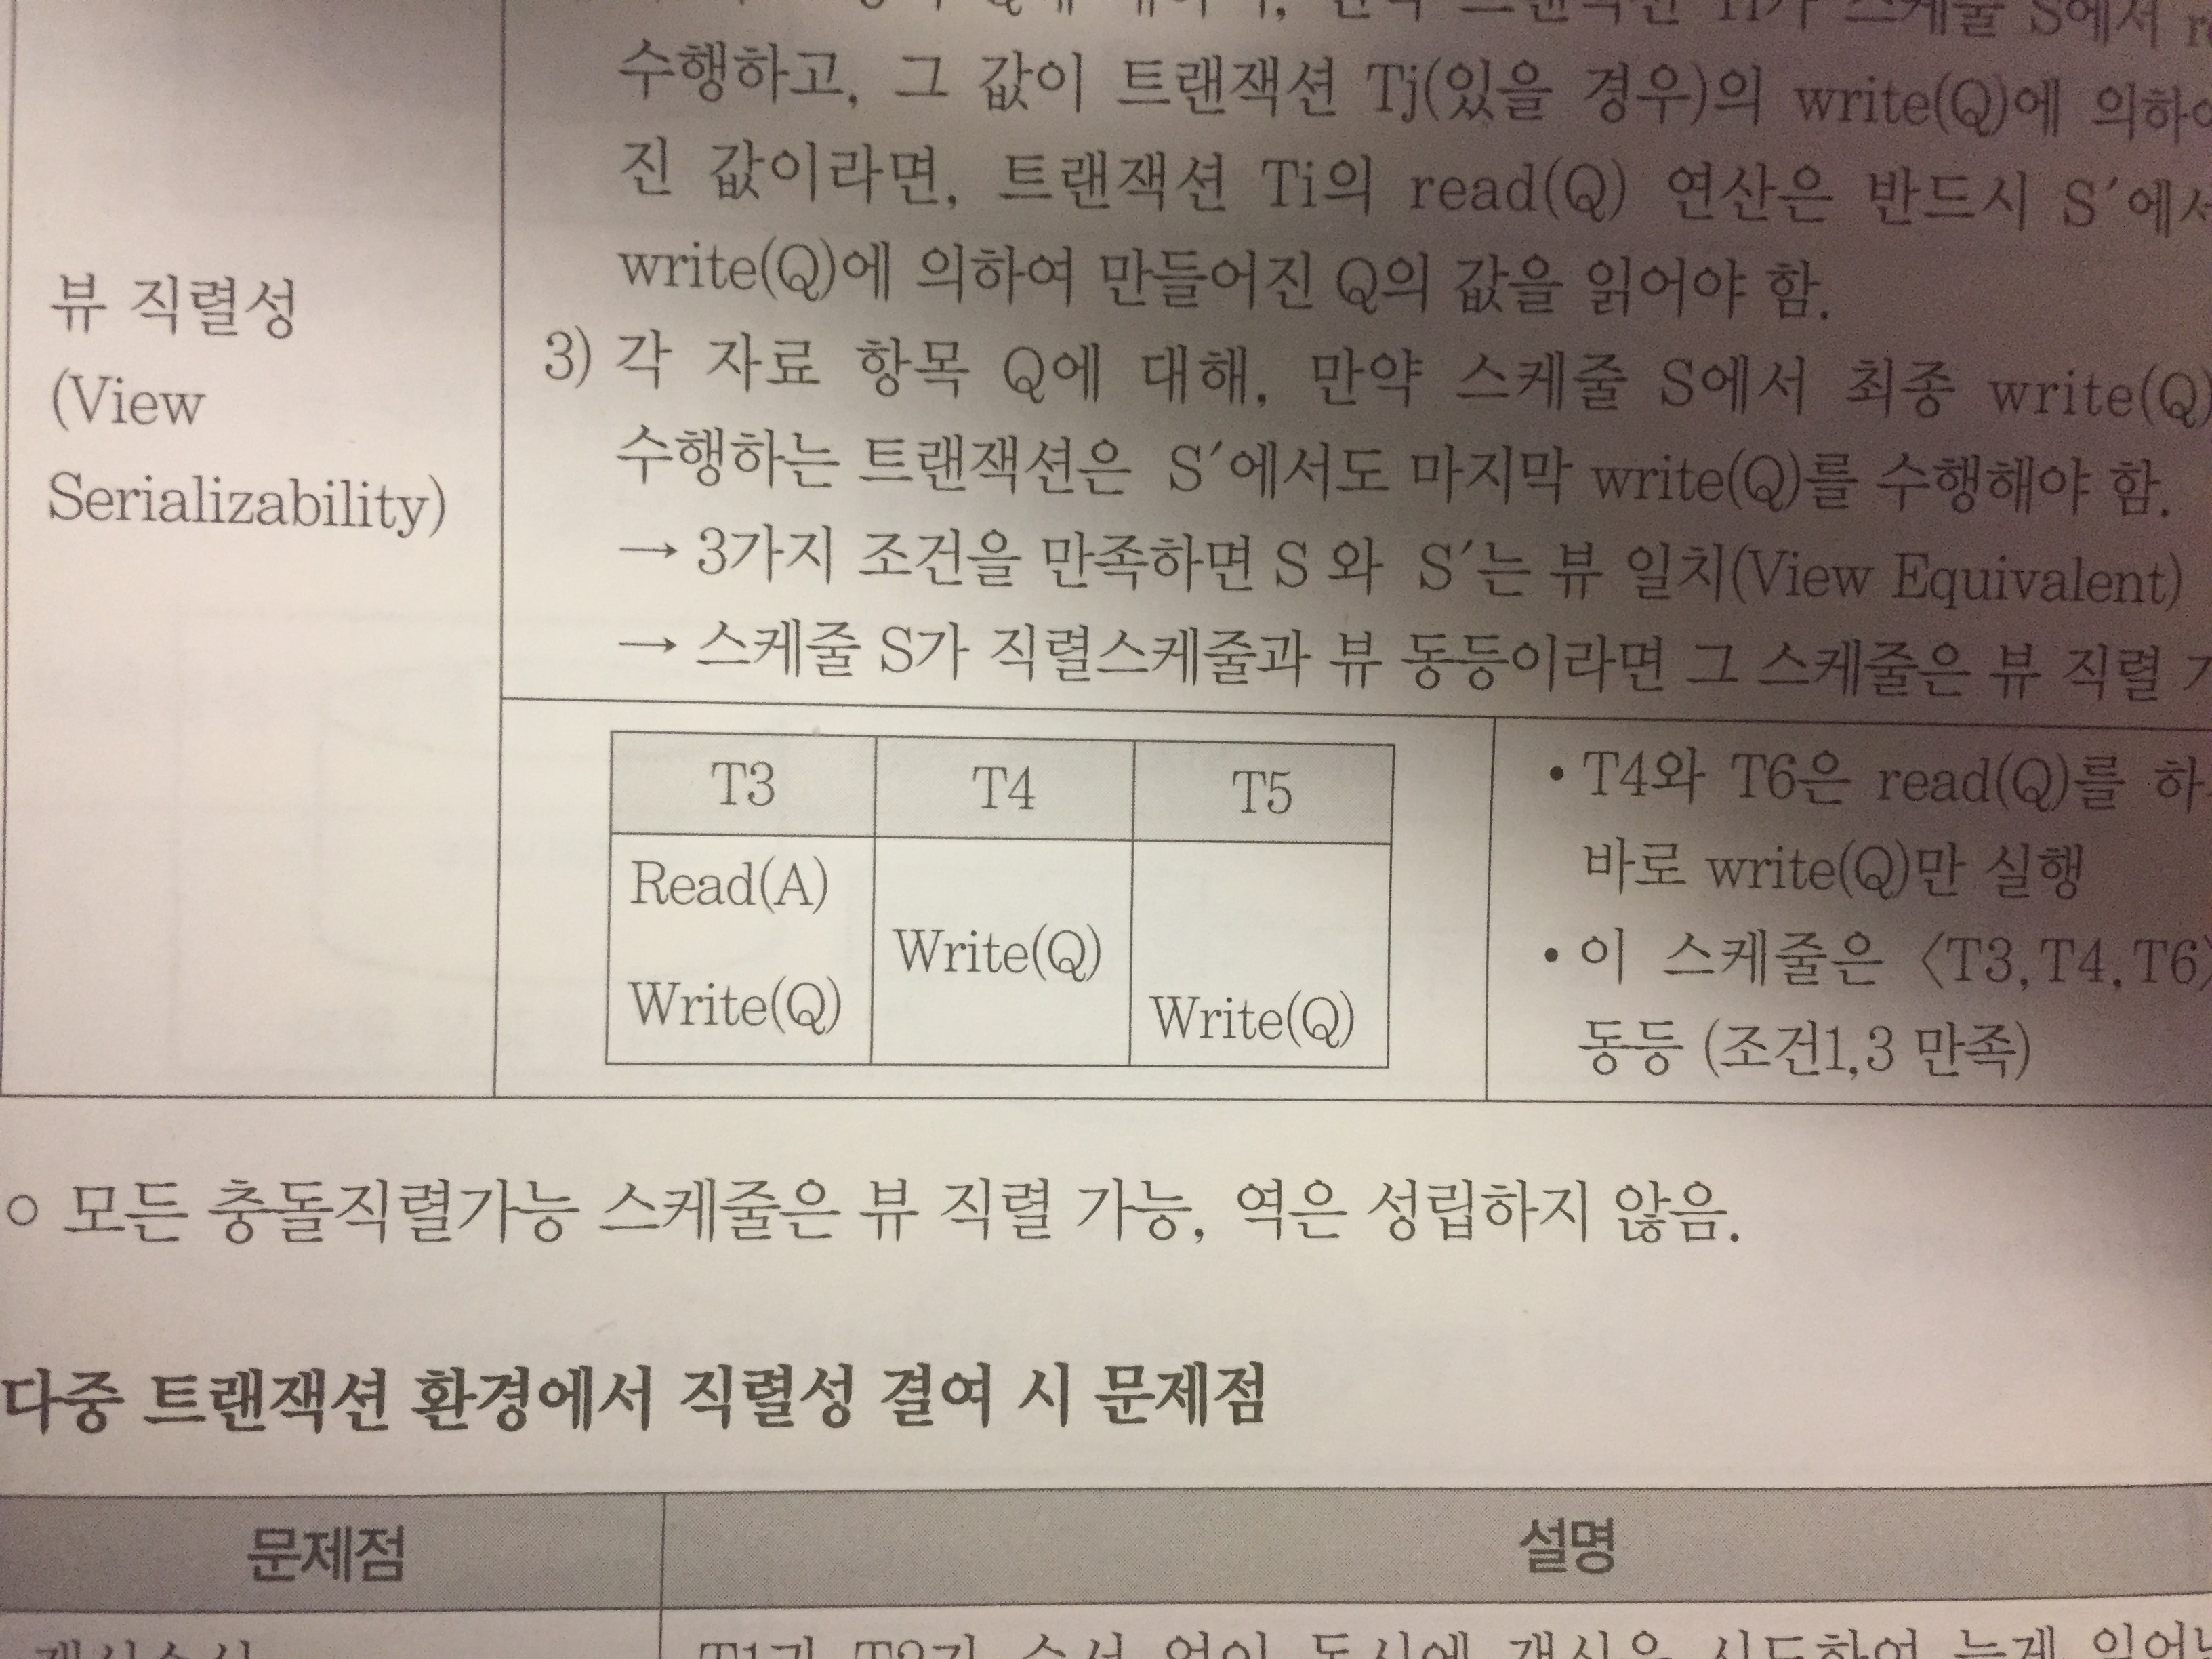 수행하고, 그 값이 트랜잭션 Tj(있을 경우)의 write(Q)에
진 값이라면, 트랜잭션 Ti의 read(Q) 연산은 반드시 S′에서
write(Q)에 의하여 만들어진 Q의 값을 읽어야 함.
뷰 직렬성
(View
Serializability)
3) 각 자료 항목 Q에 대해, 만약 스케줄 S에서 최종 write(Q)
수행하는 트랜잭션은 S′에서도 마지막 write(Q)를 수행해야 함.
→ 3가지 조건을 만족하면 S 와 S′는 뷰 일치(View Equivalent)
→ 스케줄 S가 직렬스케줄과 뷰 동등이라면 그 스케줄은 뷰 직렬
T3 T4 T5
Read(A)
Write(Q)
Write(Q)
Write(Q)
• T4와 T6은 read(Q)를
바로 write(Q)만 실행
• 이 스케줄은 〈T3, T4, T6〉
동등 (조건1,3 만족)
○ 모든 충돌직렬가능 스케줄은 뷰 직렬 가능, 역은 성립하지 않음.
다중 트랜잭션 환경에서 직렬성 결여 시 문제점
문제점 설명